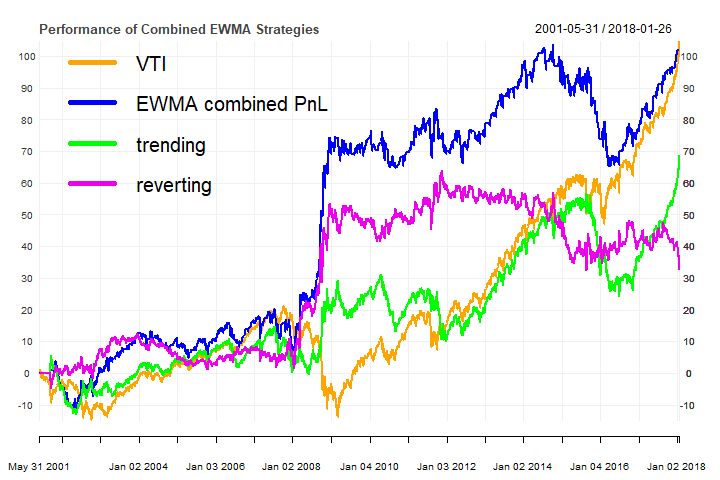 Performance of Combined EWMA Strategies
2001-05-31 / 2018-01-26
VTI
EWMA combined PnL
trending
reverting
100 100
90 90
80 80
70 70
60 60
50 50
40 40
30 30
20 20
10 10
0 0
-10 -10
May 31 2001 Jan 02 2004 Jan 03 2006 Jan 02 2008 Jan 04 2010 Jan 03 2012 Jan 02 2014 Jan 04 2016 Jan 02 2018